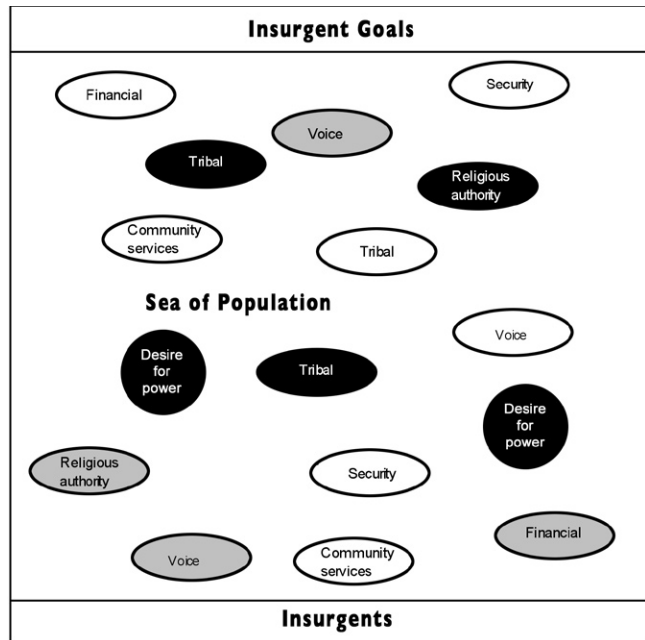 Insurgent Goals
Security
Financial
Voice
Tribal
Religious
authority
Community
services
Tribal
Sea of Population
Voice
Desire
for
power
Tribal
Desire
for
power
Religious
authority
Security
Financial
Voice
Community
services
Insurgents